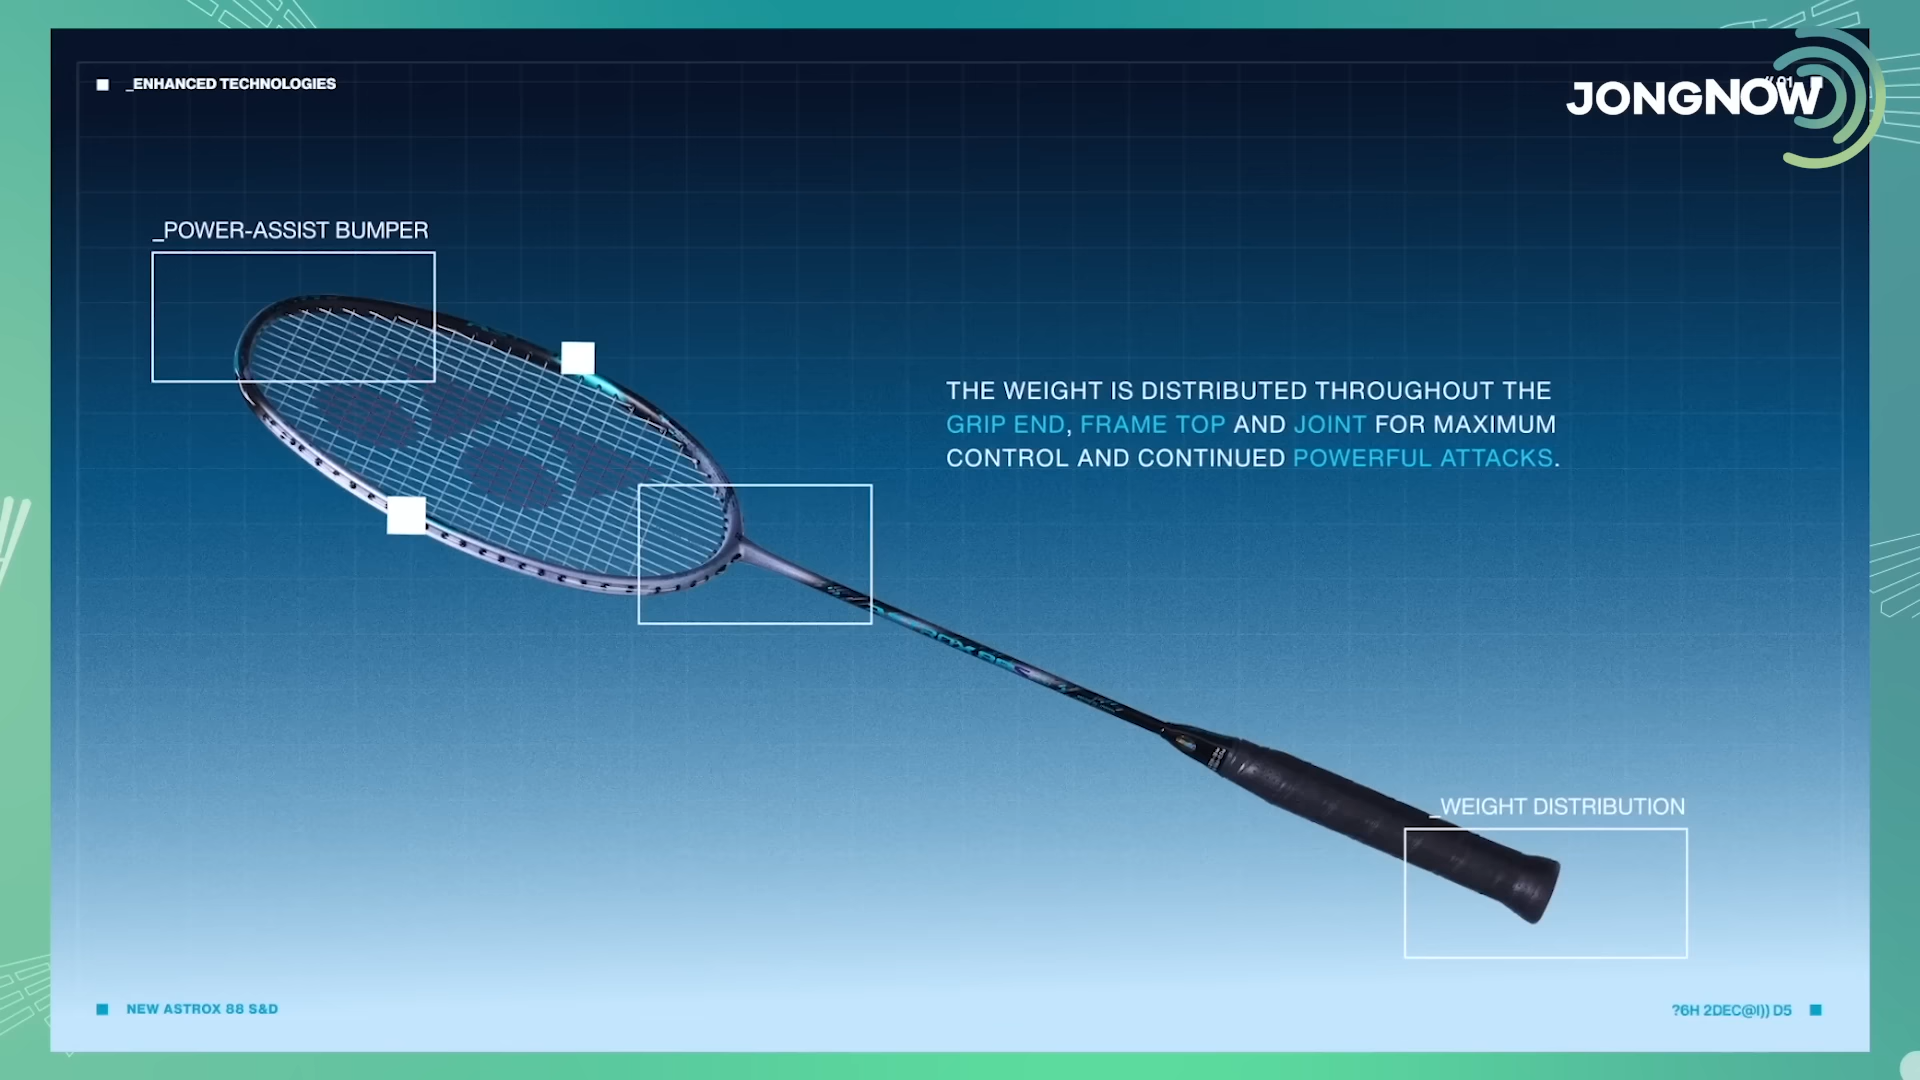 _ENHANCED TECHNOLOGIES
JONGNOW
_POWER-ASSIST BUMPER
THE WEIGHT IS DISTRIBUTED THROUGHOUT THE
GRIP END, FRAME TOP AND JOINT FOR MAXIMUM
CONTROL AND CONTINUED POWERFUL ATTACKS.
_WEIGHT DISTRIBUTION
NEW ASTROX 88 S&D
?6H 2DEC@I)) D5